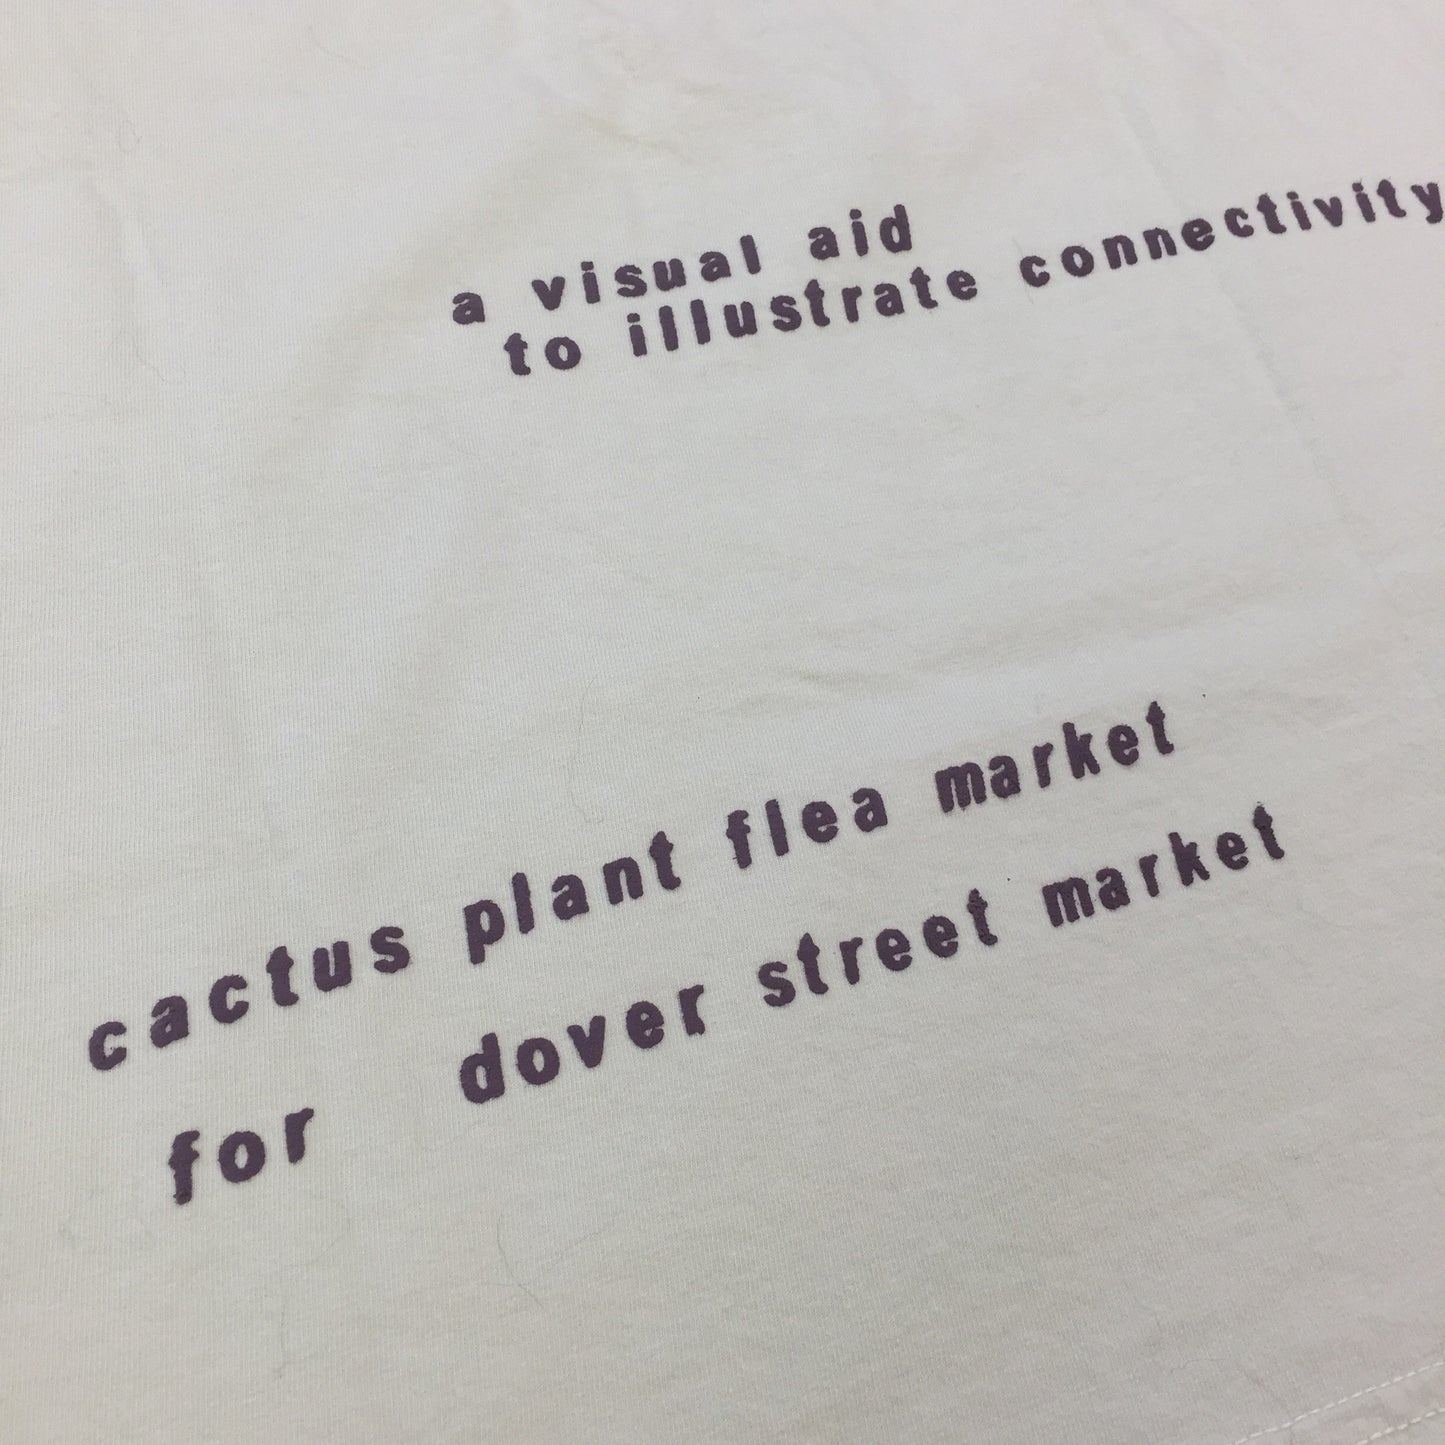 a visual aid
to illustrate connectivity
cactus plant flea market
for dover street market